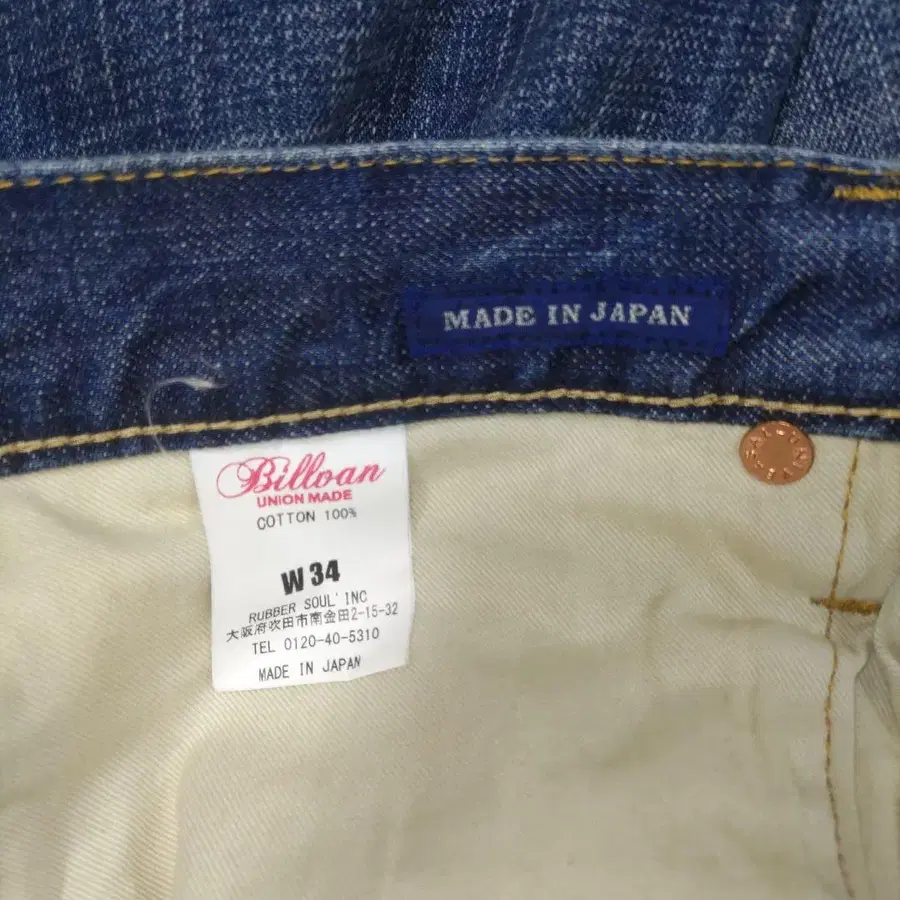 MADE IN JAPAN
Billvan
UNION MADE
COTTON 100%
W 34
RUBBER SOUL' INC
大阪府吹田市南金田2-15-32
TEL 0120-40-5310
MADE IN JAPAN